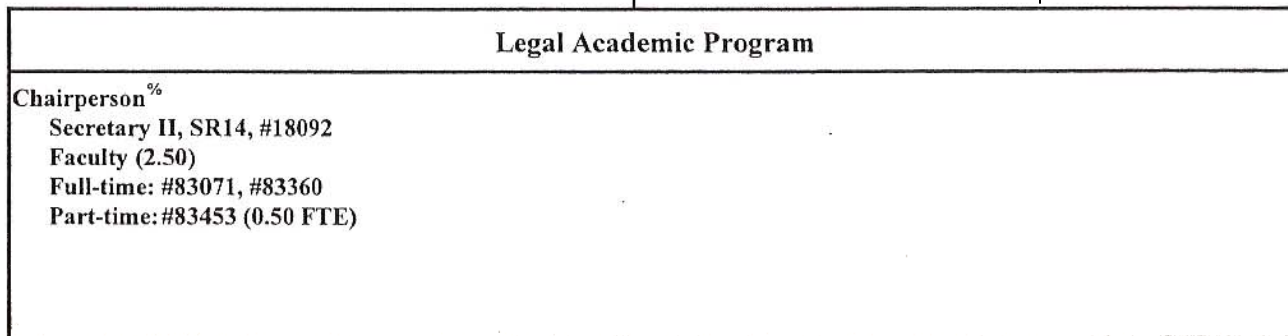 Legal Academic Program
Chairperson%
Secretary II, SR14, #18092
Faculty (2.50)
Full-time: #83071, #83360
Part-time: #83453 (0.50 FTE)